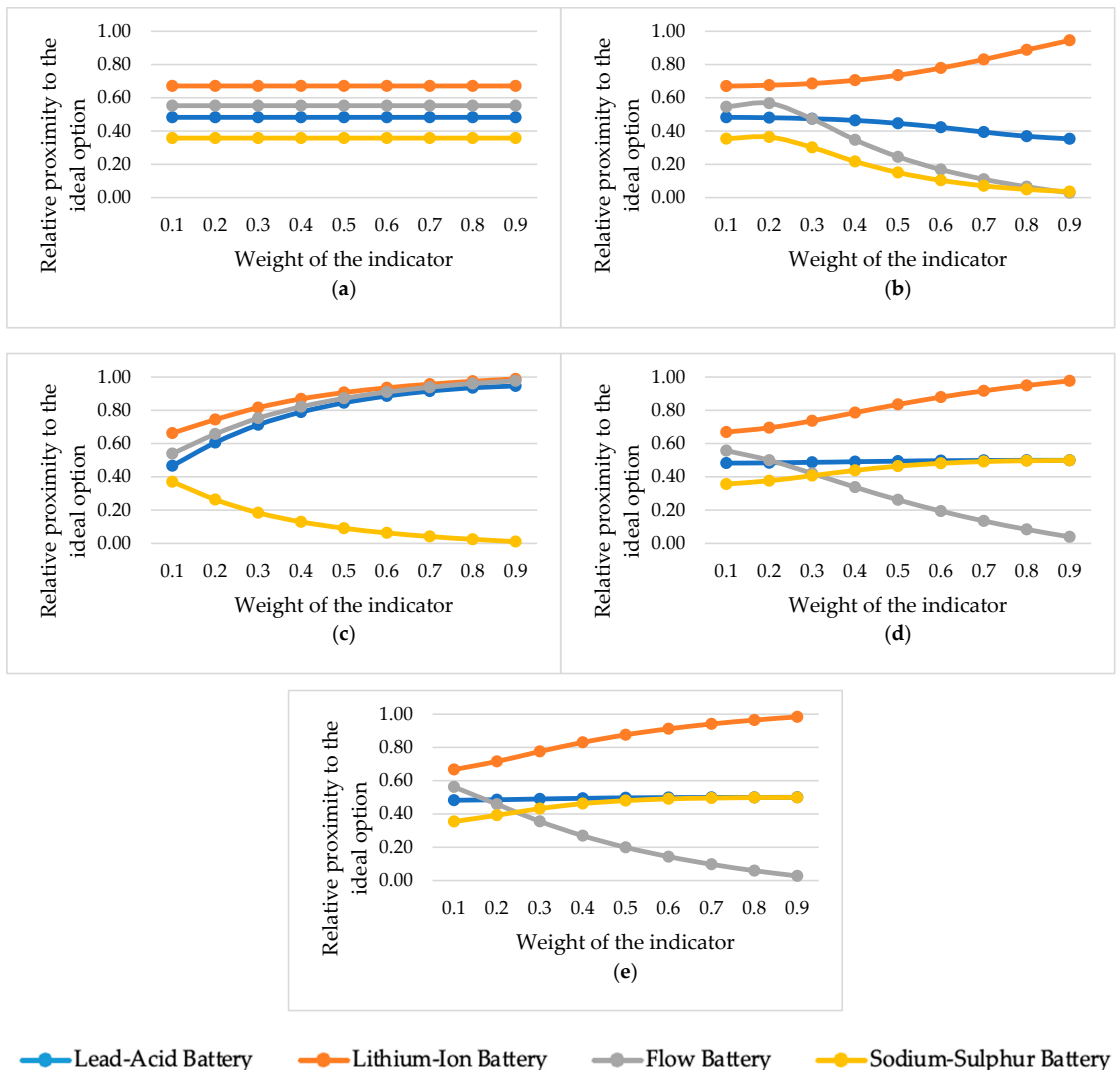 Relative proximity to the
ideal option
1.00
0.80
0.60
0.40
0.20
0.00
0.1 0.2 0.3 0.4 0.5 0.6 0.7 0.8 0.9
Weight of the indicator
(a)
Relative proximity to the
ideal option
1.00
0.80
0.60
0.40
0.20
0.00
0.1 0.2 0.3 0.4 0.5 0.6 0.7 0.8 0.9
Weight of the indicator
(b)
Relative proximity to the
ideal option
1.00
0.80
0.60
0.40
0.20
0.00
0.1 0.2 0.3 0.4 0.5 0.6 0.7 0.8 0.9
Weight of the indicator
(c)
Relative proximity to the
ideal option
1.00
0.80
0.60
0.40
0.20
0.00
0.1 0.2 0.3 0.4 0.5 0.6 0.7 0.8 0.9
Weight of the indicator
(d)
Relative proximity to the
ideal option
1.00
0.80
0.60
0.40
0.20
0.00
0.1 0.2 0.3 0.4 0.5 0.6 0.7 0.8 0.9
Weight of the indicator
(e)
Lead-Acid Battery Lithium-Ion Battery Flow Battery Sodium-Sulphur Battery